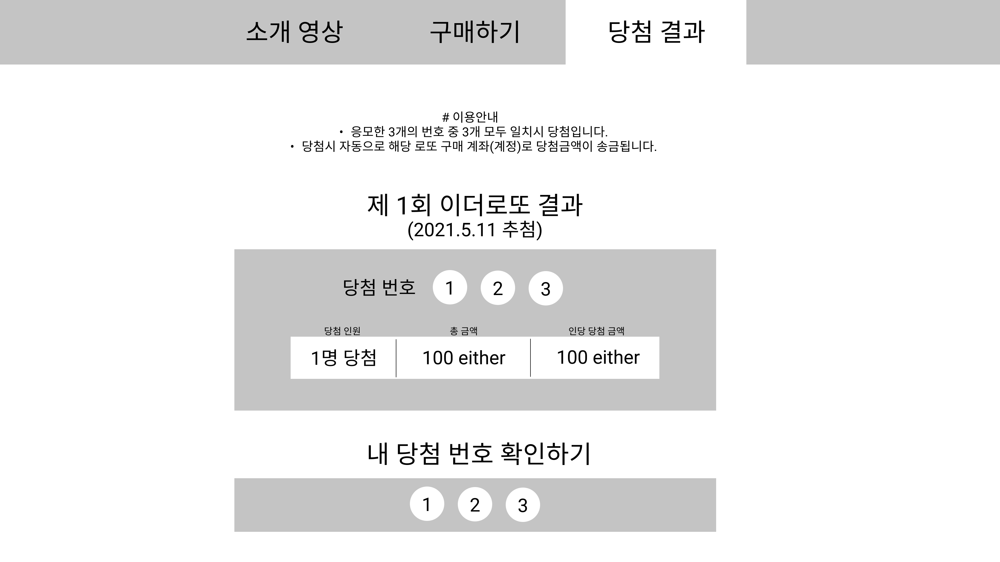 소개 영상 구매하기 당첨 결과
# 이용안내
• 응모한 3개의 번호 중 3개 모두 일치시 당첨입니다.
• 당첨시 자동으로 해당 로또 구매 계좌(계정)로 당첨금액이 송금됩니다.
제 1회 이더로또 결과
(2021.5.11 추첨)
당첨 번호 1 2 3
당첨 인원 총 금액 인당 당첨 금액
1명 당첨 100 either 100 either
내 당첨 번호 확인하기
1 2 3